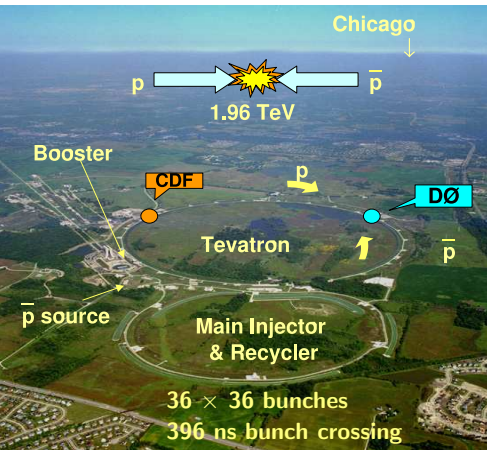 Chicago
p
p̅
1.96 TeV
Booster
CDF
p
DØ
Tevatron
p̅
p̅ source
Main Injector
& Recycler
36 × 36 bunches
396 ns bunch crossing